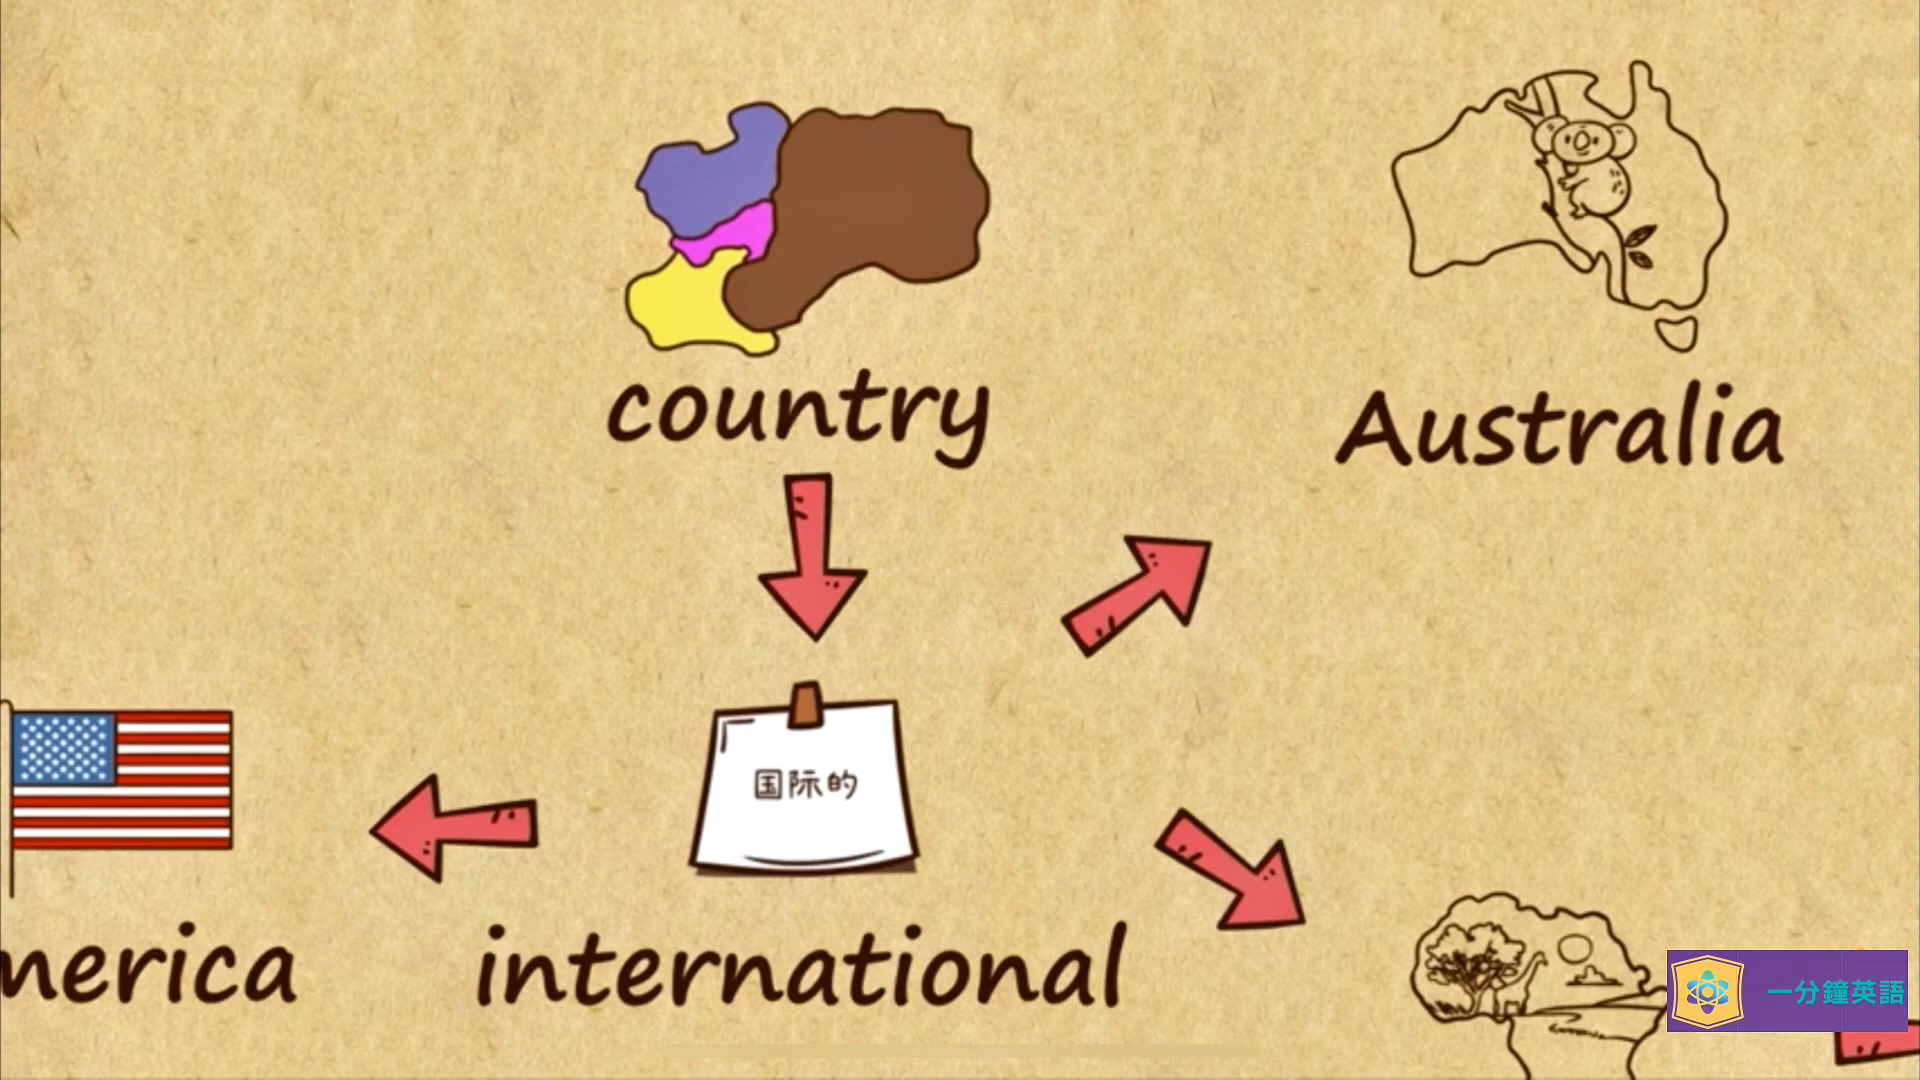 country
Australia
国际的
merica
international
一分鐘英語